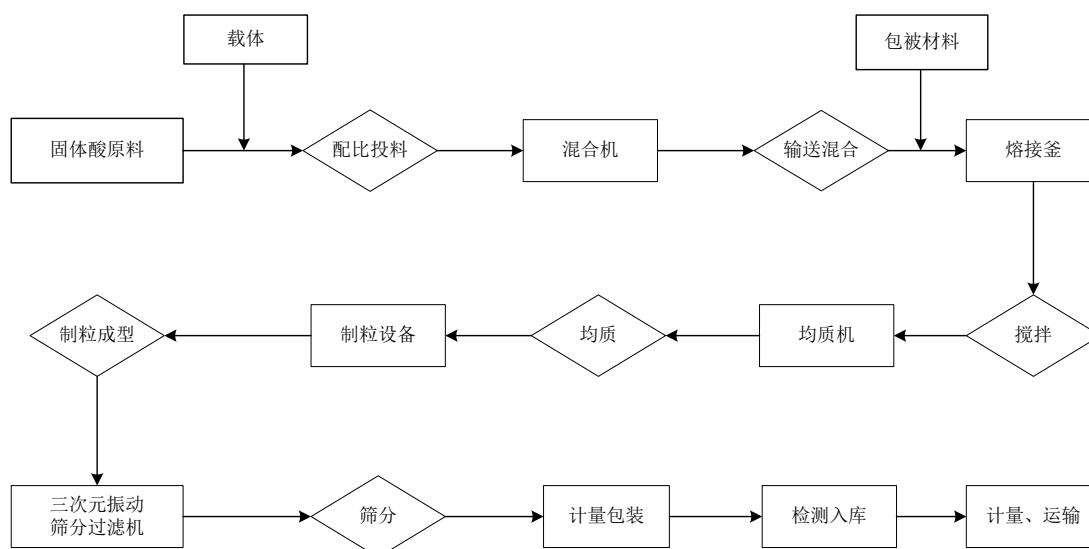 载体
包被材料
固体酸原料
配比投料
混合机
输送混合
熔接釜
制粒成型
制粒设备
均质
均质机
搅拌
三次元振动
筛分过滤机
筛分
计量包装
检测入库
计量、运输